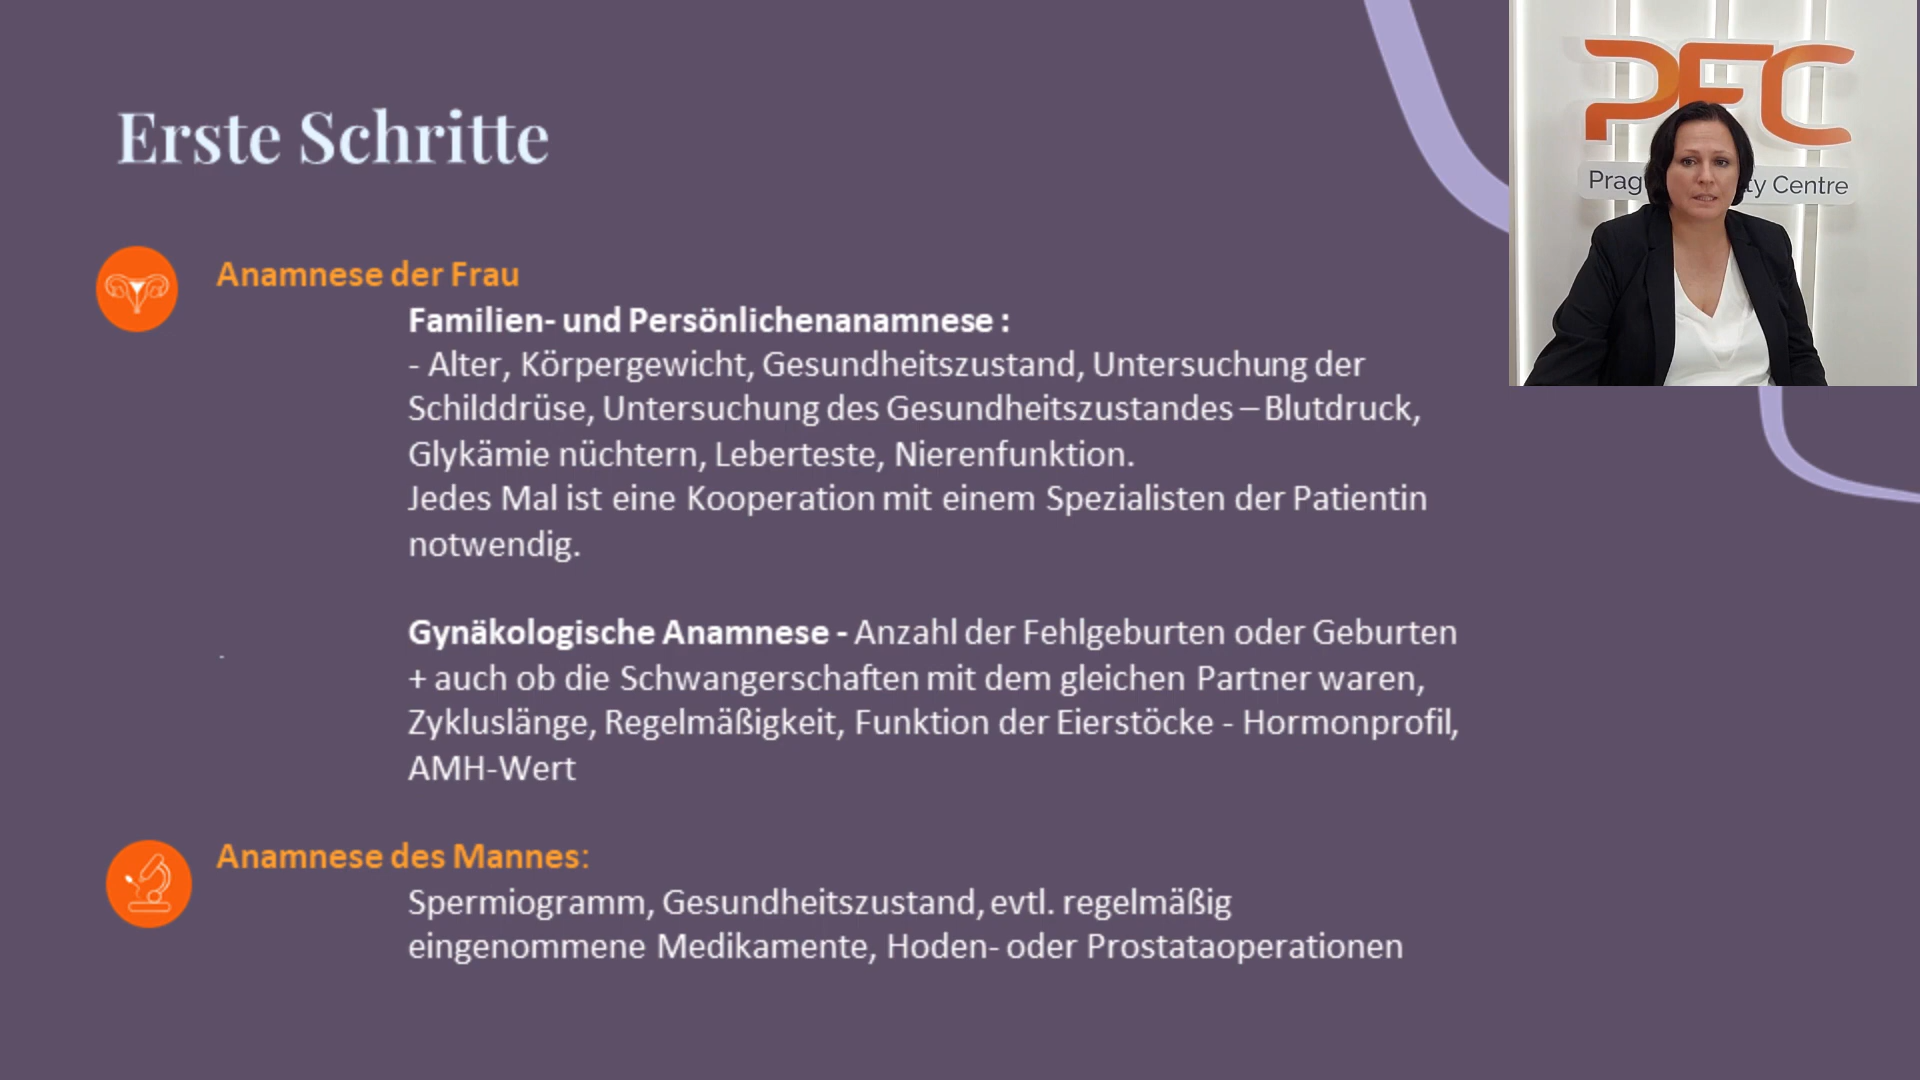 Erste Schritte
PFC
Prag ty Centre
Anamnese der Frau
Familien- und Persönlichenanamnese :
- Alter, Körpergewicht, Gesundheitszustand, Untersuchung der
Schilddrüse, Untersuchung des Gesundheitszustandes – Blutdruck,
Glykämie nüchtern, Leberteste, Nierenfunktion.
Jedes Mal ist eine Kooperation mit einem Spezialisten der Patientin
notwendig.
Gynäkologische Anamnese - Anzahl der Fehlgeburten oder Geburten
+ auch ob die Schwangerschaften mit dem gleichen Partner waren,
Zykluslänge, Regelmäßigkeit, Funktion der Eierstöcke - Hormonprofil,
AMH-Wert
Anamnese des Mannes:
Spermiogramm, Gesundheitszustand, evtl. regelmäßig
eingenommene Medikamente, Hoden- oder Prostataoperationen